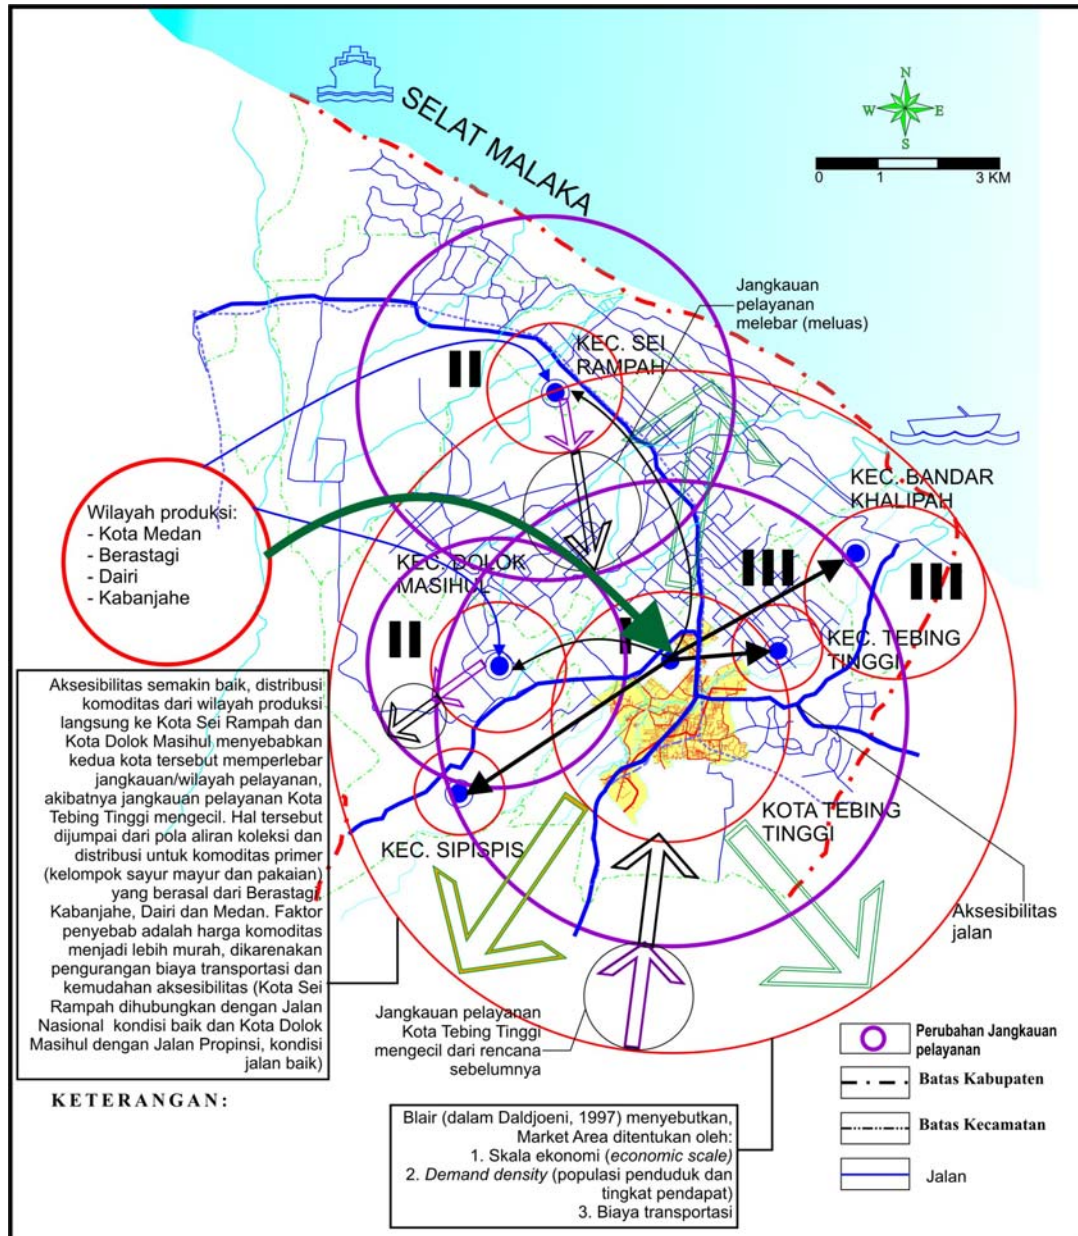 SELAT MALAKA
N
W
E
S
0
1
3 KM
Jangkauan
pelayanan
melebar (meluas)
KEC. SEI
RAMPAH
II
KEC. BANDAR
KHALIPAH
Wilayah produksi:
- Kota Medan
- Berastagi
- Dairi
- Kabanjahe
KEC. DOLOK
MASIHUL
III
III
II
I
KEC. TEBING
TINGGI
Aksesibilitas semakin baik, distribusi
komoditas dari wilayah produksi
langsung ke Kota Sei Rampah dan
Kota Dolok Masihul menyebabkan
kedua kota tersebut memperlebar
jangkauan/wilayah pelayanan,
akibatnya jangkauan pelayanan Kota
Tebing Tinggi mengecil. Hal tersebut
dijumpai dari pola aliran koleksi dan
distribusi untuk komoditas primer
(kelompok sayur mayur dan pakaian)
yang berasal dari Berastagi
Kabanjahe, Dairi dan Medan. Faktor
penyebab adalah harga komoditas
menjadi lebih murah, dikarenakan
pengurangan biaya transportasi dan
kemudahan aksesibilitas (Kota Sei
Rampah dihubungkan dengan Jalan
Nasional kondisi baik dan Kota Dolok
Masihul dengan Jalan Propinsi, kondisi
jalan baik)
KEC. SIPISPIS
KOTA TEBING
TINGGI
Aksesibilitas
jalan
Jangkauan pelayanan
Kota Tebing Tinggi
mengecil dari rencana
sebelumnya
KETERANGAN:
Perubahan Jangkauan
pelayanan
Batas Kabupaten
Batas Kecamatan
Jalan
Blair (dalam Daldjoeni, 1997) menyebutkan,
Market Area ditentukan oleh:
1. Skala ekonomi (economic scale)
2. Demand density (populasi penduduk dan
tingkat pendapat)
3. Biaya transportasi